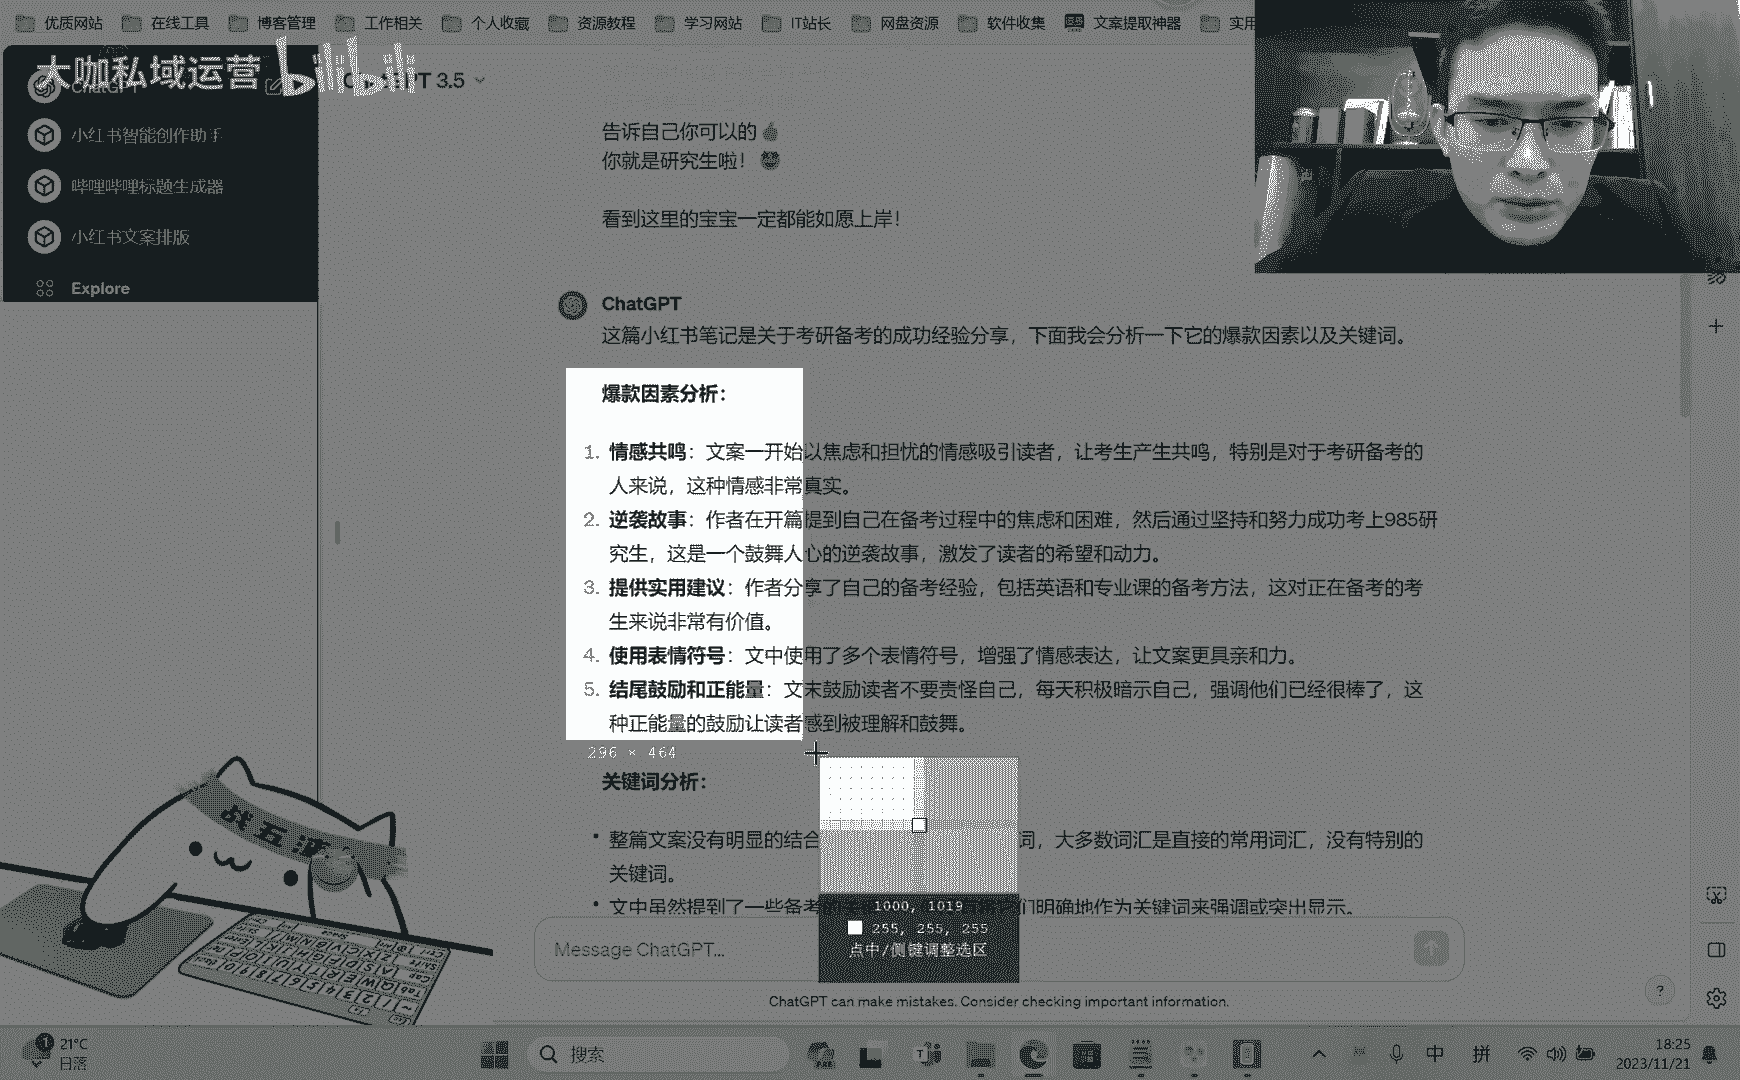 优质网站 在线工具 博客管理 工作相关 个人收藏 资源教程 学习网站 IT站长 网盘资源 软件收集 文案提取神器 实用
大咖私域运营 bilibili
ChatGPT
T 3.5
小红书智能创作助手
哔哩哔哩标题生成器
小红书文案排版
Explore
告诉自己你可以的
你就是研究生啦！
看到这里的宝宝一定都能如愿上岸！
ChatGPT
这篇小红书笔记是关于考研备考的成功经验分享，下面我会分析一下它的爆款因素以及关键词。
爆款因素分析：
1. 情感共鸣：文案一开始以焦虑和担忧的情感吸引读者，让考生产生共鸣，特别是对于考研备考的
人来说，这种情感非常真实。
2. 逆袭故事：作者在开篇提到自己在备考过程中的焦虑和困难，然后通过坚持和努力成功考上985研
究生，这是一个鼓舞人心的逆袭故事，激发了读者的希望和动力。
3. 提供实用建议：作者分享了自己的备考经验，包括英语和专业课的备考方法，这对正在备考的考
生来说非常有价值。
4. 使用表情符号：文中使用了多个表情符号，增强了情感表达，让文案更具亲和力。
5. 结尾鼓励和正能量：文末鼓励读者不要责怪自己，每天积极暗示自己，强调他们已经很棒了，这
种正能量的鼓励让读者感到被理解和鼓舞。
296 × 464
关键词分析：
• 整篇文案没有明显的结合 词，大多数词汇是直接的常用词汇，没有特别的
关键词。
• 文中虽然提到了一些备考 们明确地作为关键词来强调或突出显示。
1000, 1019
255, 255, 255
点中/侧键调整选区
Message ChatGPT...
ChatGPT can make mistakes. Consider checking important information.
?
战
1
21°C
日落
搜索
中
拼
18:25
2023/11/21